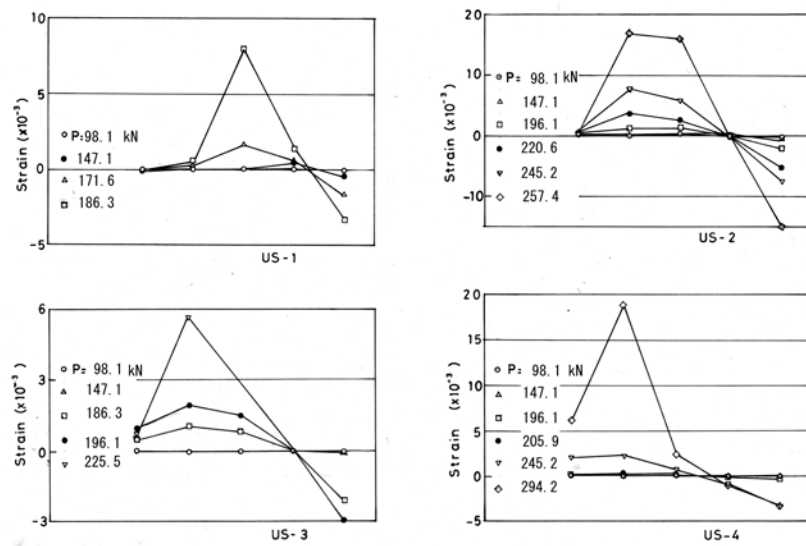 10
5
0
-5
Strain (x10⁻³)
P=98.1 kN
147.1
171.6
186.3
US-1
20
10
0
-10
Strain (x10⁻³)
P= 98.1 kN
147.1
196.1
220.6
245.2
257.4
US-2
6
3
0
-3
Strain (x10⁻³)
P= 98.1 kN
147.1
186.3
196.1
225.5
US-3
20
15
10
5
0
-5
Strain (x10⁻³)
P= 98.1 kN
147.1
196.1
205.9
245.2
294.2
US-4